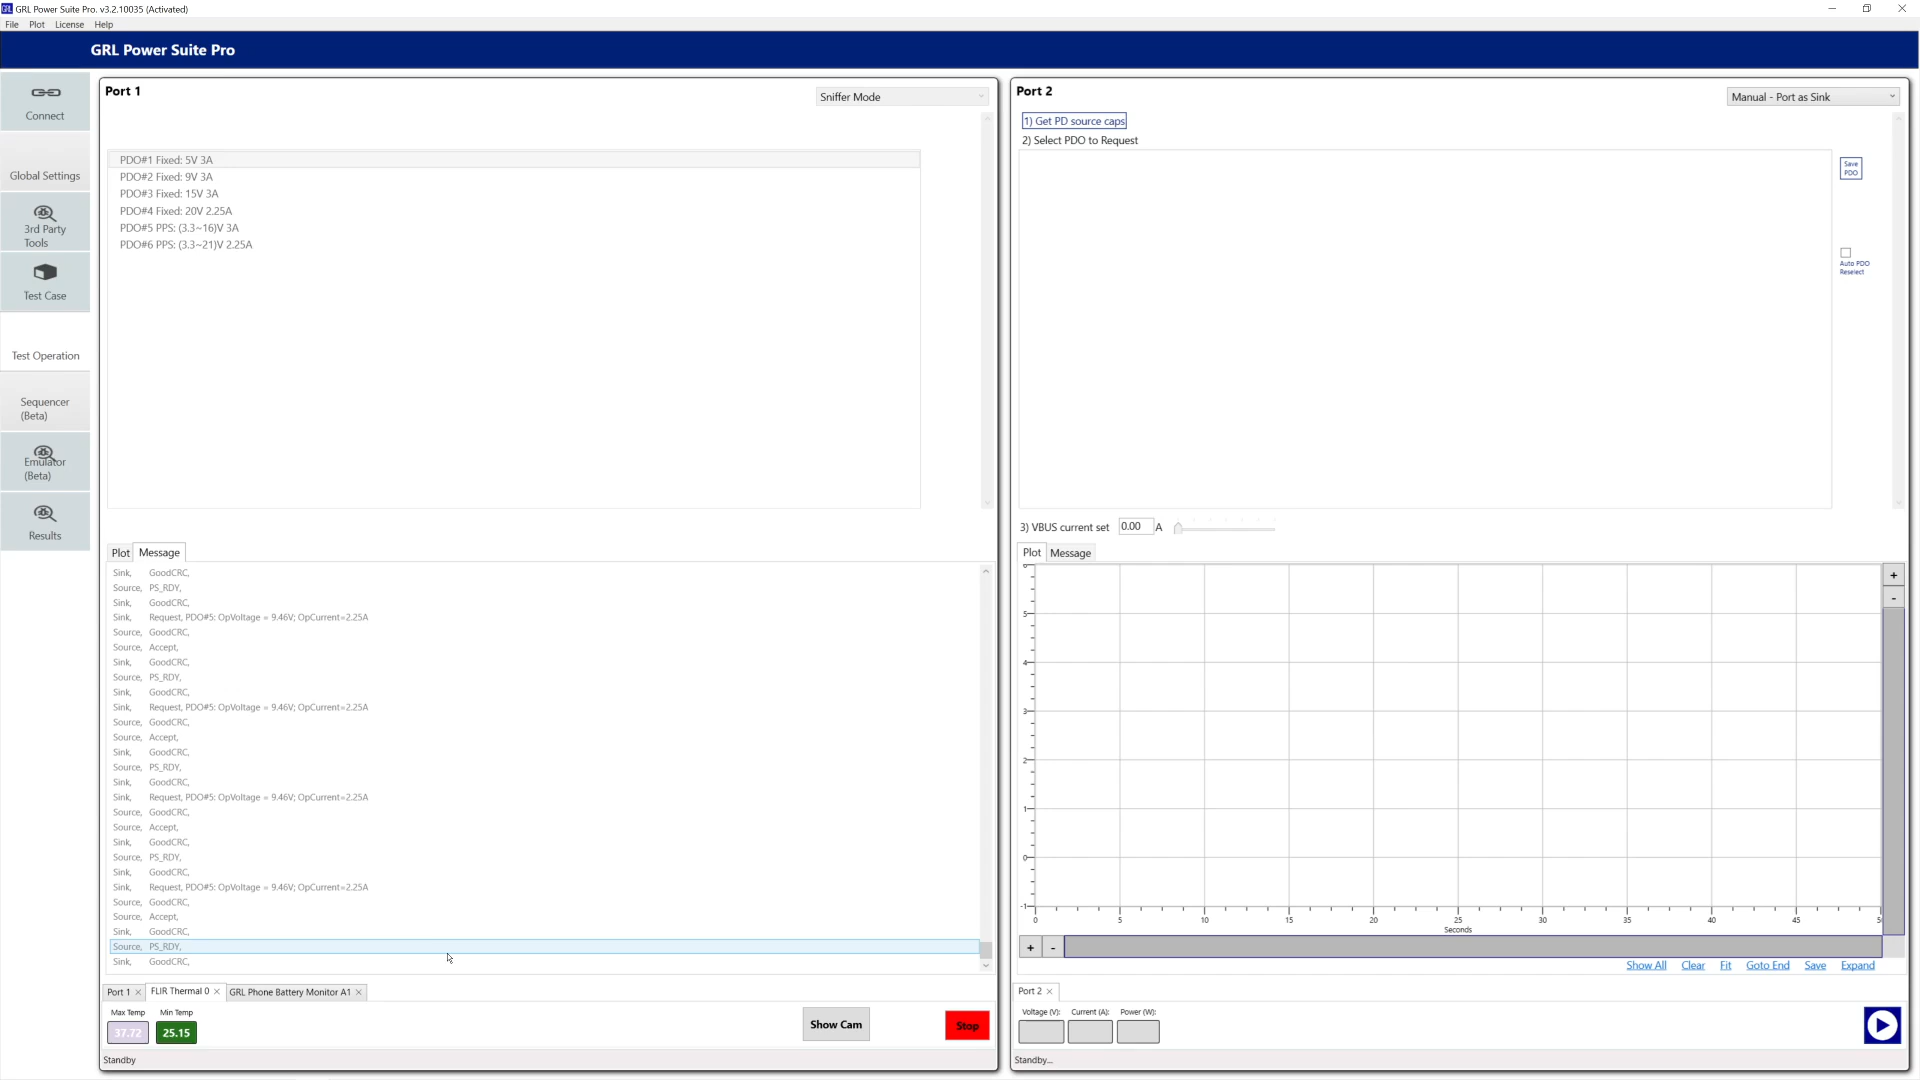 GRL Power Suite Pro. v3.2.10035 (Activated)
File Plot License Help
GRL Power Suite Pro
Connect
Global Settings
3rd Party
Tools
Test Case
Test Operation
Sequencer
(Beta)
Emulator
(Beta)
Results
Port 1
Sniffer Mode
PDO#1 Fixed: 5V 3A
PDO#2 Fixed: 9V 3A
PDO#3 Fixed: 15V 3A
PDO#4 Fixed: 20V 2.25A
PDO#5 PPS: (3.3~16)V 3A
PDO#6 PPS: (3.3~21)V 2.25A
Plot Message
Sink, GoodCRC,
Source, PS_RDY,
Sink, GoodCRC,
Sink, Request, PDO#5: OpVoltage = 9.46V; OpCurrent=2.25A
Source, GoodCRC,
Source, Accept,
Sink, GoodCRC,
Source, PS_RDY,
Sink, GoodCRC,
Sink, Request, PDO#5: OpVoltage = 9.46V; OpCurrent=2.25A
Source, GoodCRC,
Source, Accept,
Sink, GoodCRC,
Source, PS_RDY,
Sink, GoodCRC,
Sink, Request, PDO#5: OpVoltage = 9.46V; OpCurrent=2.25A
Source, GoodCRC,
Source, Accept,
Sink, GoodCRC,
Source, PS_RDY,
Sink, GoodCRC,
Sink, Request, PDO#5: OpVoltage = 9.46V; OpCurrent=2.25A
Source, GoodCRC,
Source, Accept,
Sink, GoodCRC,
Source, PS_RDY,
Sink, GoodCRC,
Port 1 × FLIR Thermal 0 × GRL Phone Battery Monitor A1 ×
Max Temp Min Temp
37.72 25.15
Show Cam
Stop
Standby
Port 2
Manual - Port as Sink
1) Get PD source caps
2) Select PDO to Request
Save
PDO
Auto PDO
Reselect
3) VBUS current set 0.00 A
Plot Message
+
-
6
5
4
3
2
1
0
-1
0 5 10 15 20 25 30 35 40 45
Seconds
+ -
Show All Clear Fit Goto End Save Expand
Port 2 ×
Voltage (V): Current (A): Power (W):
Standby...